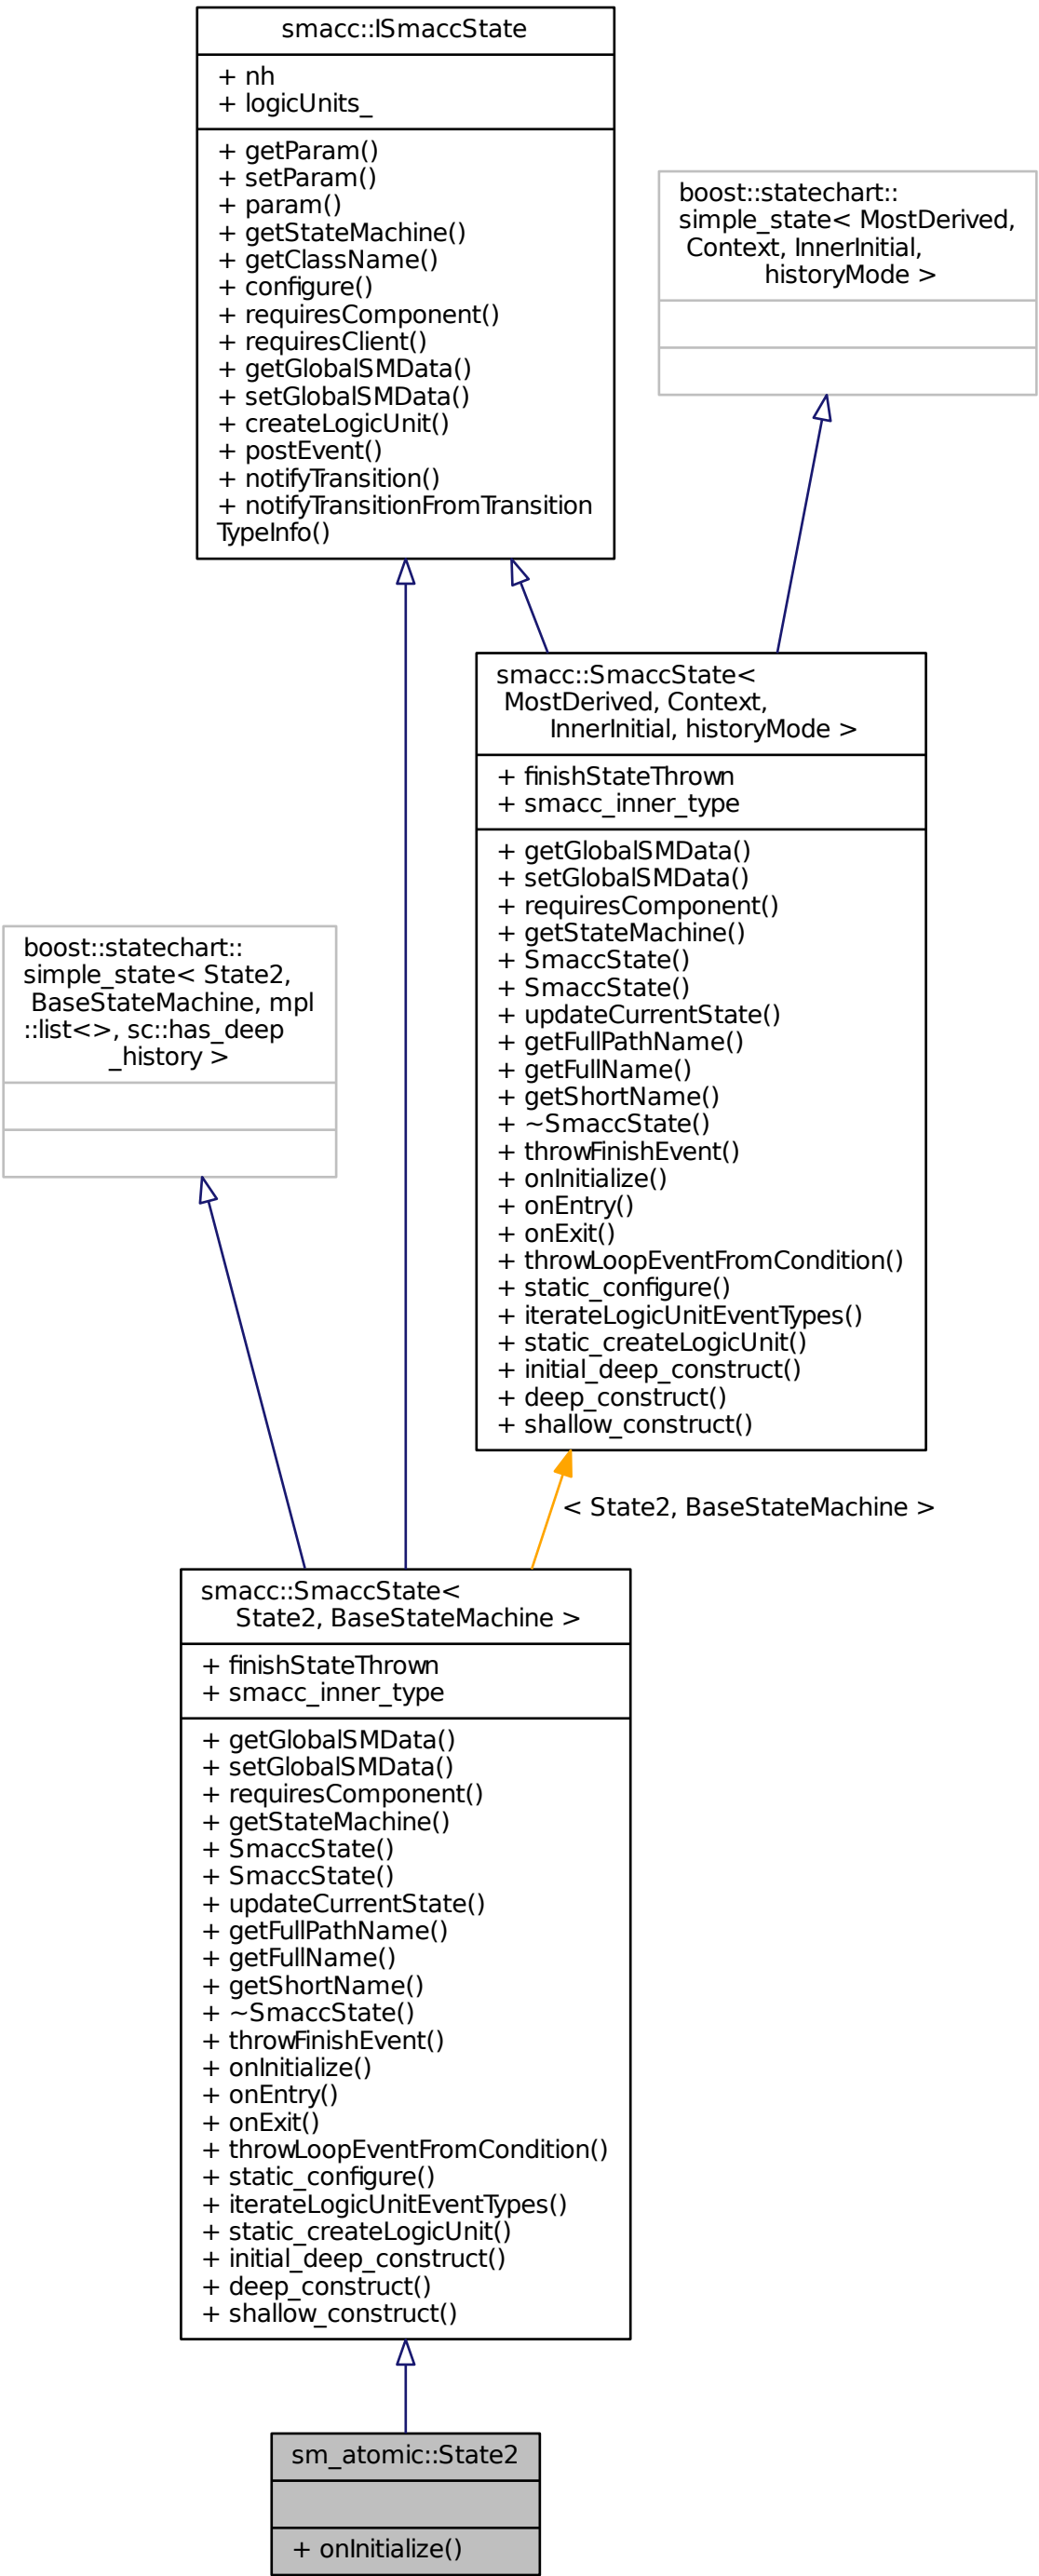 smacc::ISmaccState
+ nh
+ logicUnits_
+ getParam()
+ setParam()
+ param()
+ getStateMachine()
+ getClassName()
+ configure()
+ requiresComponent()
+ requiresClient()
+ getGlobalSMData()
+ setGlobalSMData()
+ createLogicUnit()
+ postEvent()
+ notifyTransition()
+ notifyTransitionFromTransition
TypeInfo()
boost::statechart::
simple_state< MostDerived,
Context, InnerInitial,
historyMode >
smacc::SmaccState<
MostDerived, Context,
InnerInitial, historyMode >
+ finishStateThrown
+ smacc_inner_type
+ getGlobalSMData()
+ setGlobalSMData()
+ requiresComponent()
+ getStateMachine()
+ SmaccState()
+ SmaccState()
+ updateCurrentState()
+ getFullPathName()
+ getFullName()
+ getShortName()
+ ~SmaccState()
+ throwFinishEvent()
+ onInitialize()
+ onEntry()
+ onExit()
+ throwLoopEventFromCondition()
+ static_configure()
+ iterateLogicUnitEventTypes()
+ static_createLogicUnit()
+ initial_deep_construct()
+ deep_construct()
+ shallow_construct()
boost::statechart::
simple_state< State2,
BaseStateMachine, mpl
::list<>, sc::has_deep
_history >
< State2, BaseStateMachine >
smacc::SmaccState<
State2, BaseStateMachine >
+ finishStateThrown
+ smacc_inner_type
+ getGlobalSMData()
+ setGlobalSMData()
+ requiresComponent()
+ getStateMachine()
+ SmaccState()
+ SmaccState()
+ updateCurrentState()
+ getFullPathName()
+ getFullName()
+ getShortName()
+ ~SmaccState()
+ throwFinishEvent()
+ onInitialize()
+ onEntry()
+ onExit()
+ throwLoopEventFromCondition()
+ static_configure()
+ iterateLogicUnitEventTypes()
+ static_createLogicUnit()
+ initial_deep_construct()
+ deep_construct()
+ shallow_construct()
sm_atomic::State2
+ onInitialize()